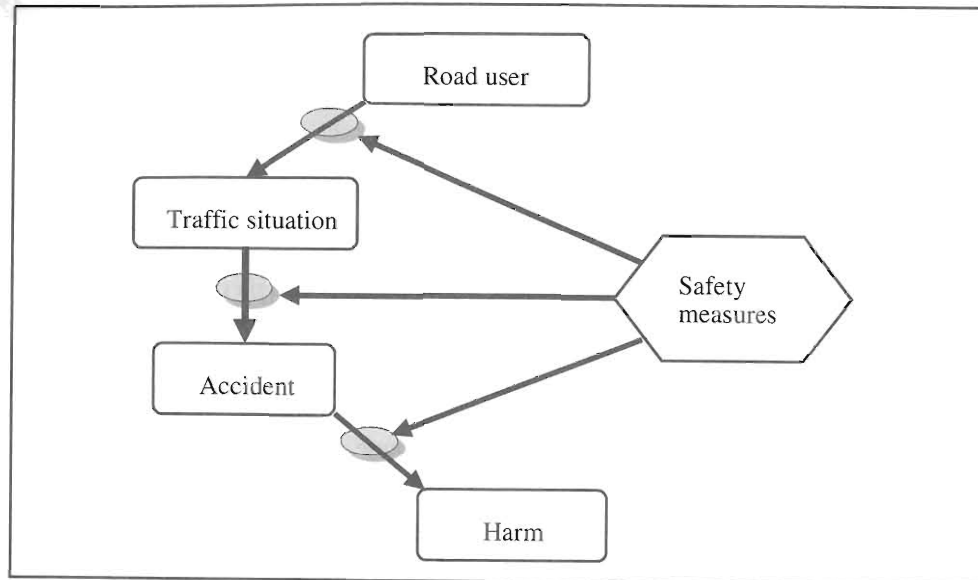 Road user
Traffic situation
Safety
measures
Accident
Harm